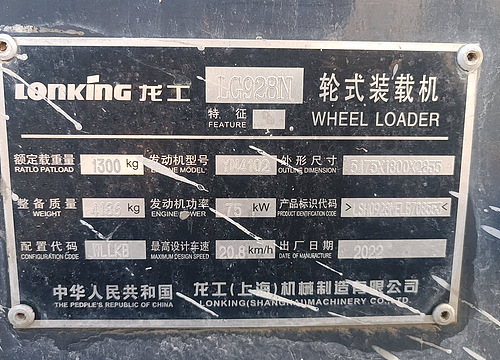 LONKING 龙工 LG928N 轮式装载机
特征
FEATURE WHEEL LOADER
额定载重量 1300 kg 发动机型号 外形尺寸
RATLO PATLOAD ENGINE MODEL OUTLINE DIMENSION
整备质量 kg 发动机功率 75 kW 产品标识代码
WEIGHT ENGINE POWER PRODUCT IDENTIFICATION CODE
配置代码 最高设计车速 20.8 km/h 出厂日期 2022
CONFIGURATION CODE MAXIMUM DESIGN SPEED DATE OF MANUFACTURE
中华人民共和国 龙工(上海)机械制造有限公司
THE PEOPLE'S REPUBLIC OF CHINA LONKING(SHANGHAI)MACHINERY CO.,LTD.